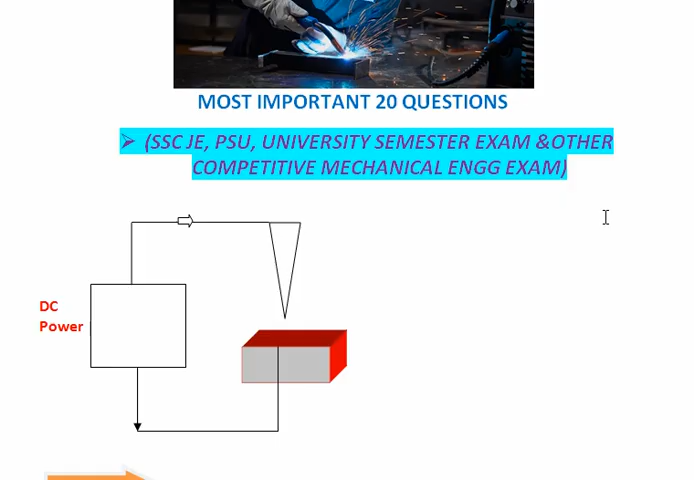 MOST IMPORTANT 20 QUESTIONS
➢ (SSC JE, PSU, UNIVERSITY SEMESTER EXAM &OTHER
COMPETITIVE MECHANICAL ENGG EXAM)
DC
Power